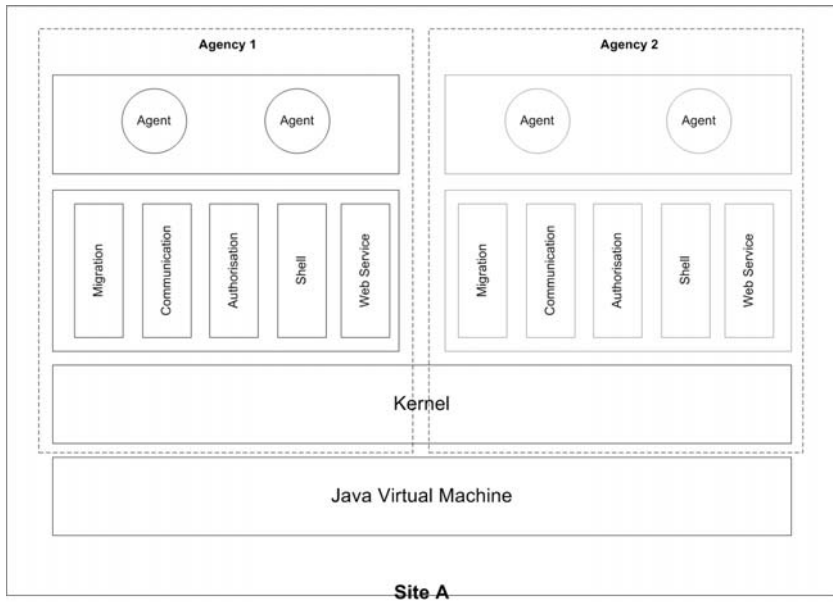 Agency 1
Agency 2
Agent
Agent
Agent
Agent
Migration
Communication
Authorisation
Shell
Web Service
Migration
Communication
Authorisation
Shell
Web Service
Kernel
Java Virtual Machine
Site A